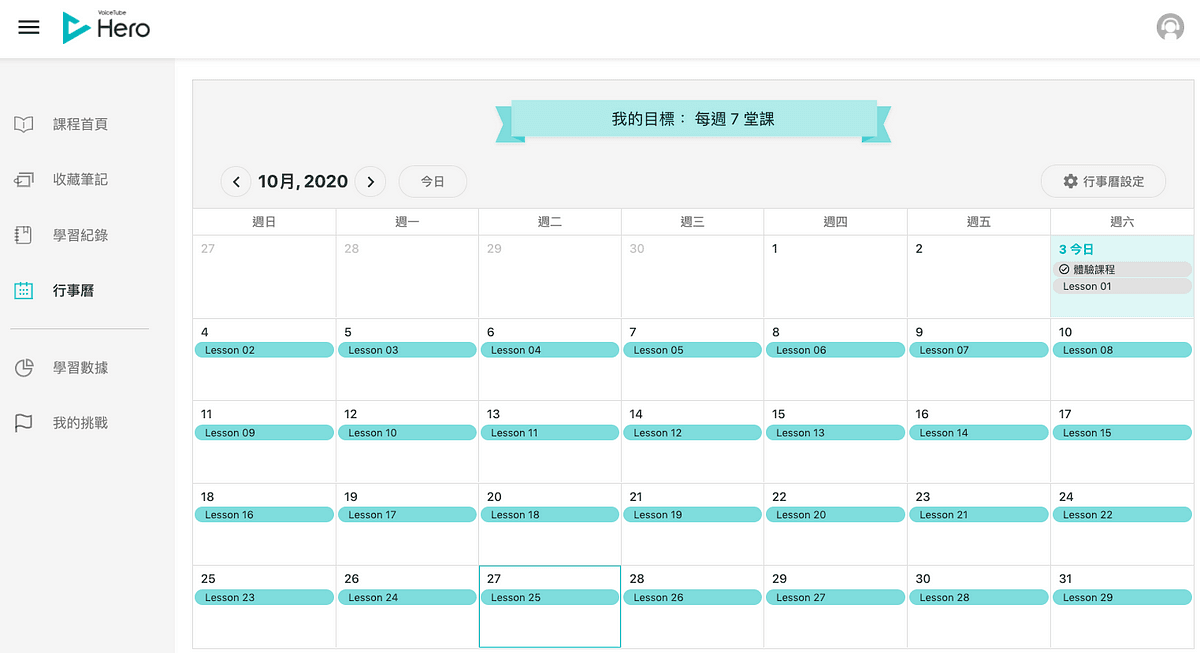 VoiceTube
Hero
課程首頁
收藏筆記
學習紀錄
行事曆
學習數據
我的挑戰
我的目標： 每週 7 堂課
10月, 2020
今日
行事曆設定
週日 週一 週二 週三 週四 週五 週六
27 28 29 30 1 2 3 今日
體驗課程
Lesson 01
4 5 6 7 8 9 10
Lesson 02 Lesson 03 Lesson 04 Lesson 05 Lesson 06 Lesson 07 Lesson 08
11 12 13 14 15 16 17
Lesson 09 Lesson 10 Lesson 11 Lesson 12 Lesson 13 Lesson 14 Lesson 15
18 19 20 21 22 23 24
Lesson 16 Lesson 17 Lesson 18 Lesson 19 Lesson 20 Lesson 21 Lesson 22
25 26 27 28 29 30 31
Lesson 23 Lesson 24 Lesson 25 Lesson 26 Lesson 27 Lesson 28 Lesson 29